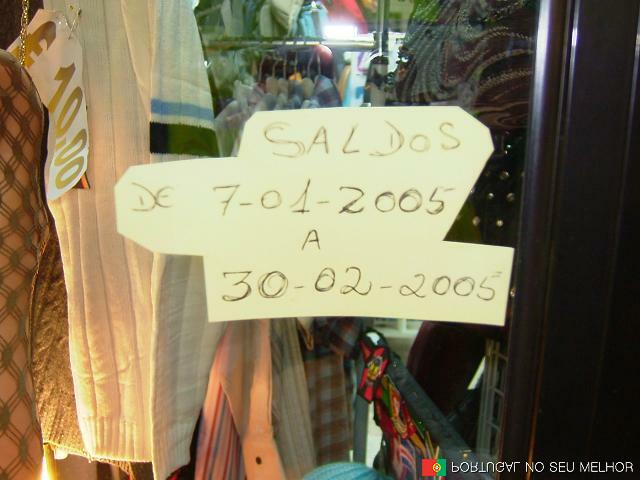 € 10.00
SALDOS
DE 7-01-2005
A
30-02-2005
PORTUGAL NO SEU MELHOR